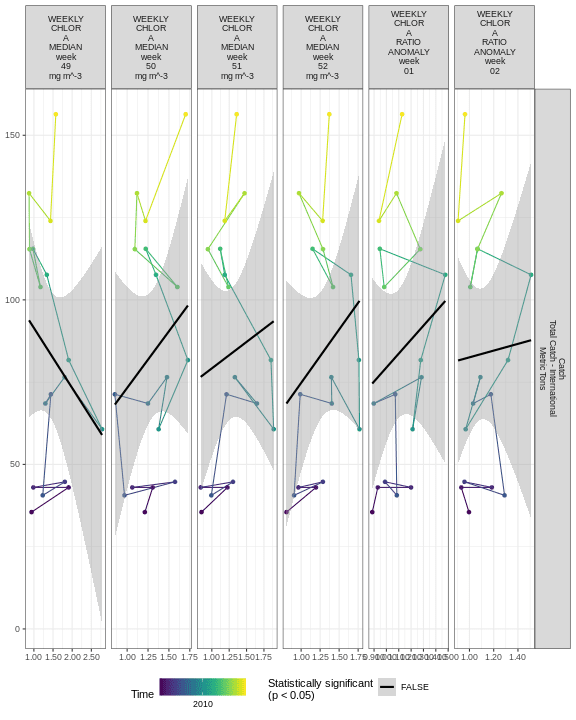 WEEKLY
CHLOR
A
MEDIAN
week
49
mg m^-3
WEEKLY
CHLOR
A
MEDIAN
week
50
mg m^-3
WEEKLY
CHLOR
A
MEDIAN
week
51
mg m^-3
WEEKLY
CHLOR
A
MEDIAN
week
52
mg m^-3
WEEKLY
CHLOR
A
RATIO
ANOMALY
week
01
WEEKLY
CHLOR
A
RATIO
ANOMALY
week
02
150
100
50
0
Catch
Total Catch - International
Metric Tons
1.00 1.50 2.00 2.50
1.00 1.25 1.50 1.75
1.00 1.25 1.50 1.75
1.00 1.25 1.50 1.75
1.00 1.20 1.40
Time
2010
Statistically significant
(p < 0.05)
FALSE